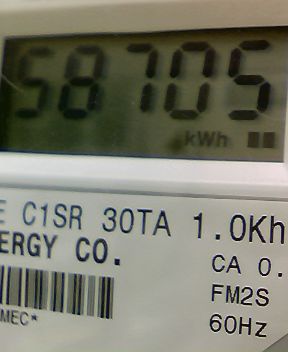 58705
kWh
E C1SR 30TA 1.0Kh
ERGY CO.
CA 0.
FM2S
MEC*
60Hz